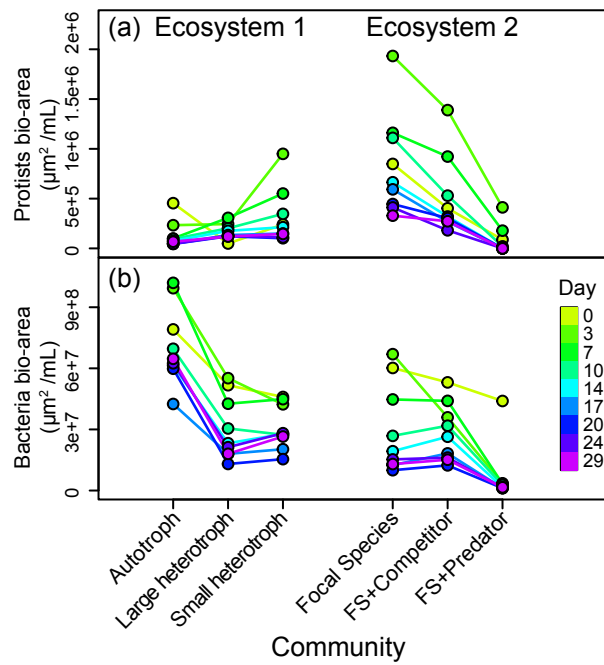 (a) Ecosystem 1 Ecosystem 2
Protists bio-area
(µm² /mL)
2e+6
1.5e+6
1e+6
5e+5
0
(b)
Bacteria bio-area
(µm² /mL)
9e+8
6e+7
3e+7
0
Day
0
3
7
10
14
17
20
24
29
Autotroph
Large heterotroph
Small heterotroph
Focal Species
FS+Competitor
FS+Predator
Community